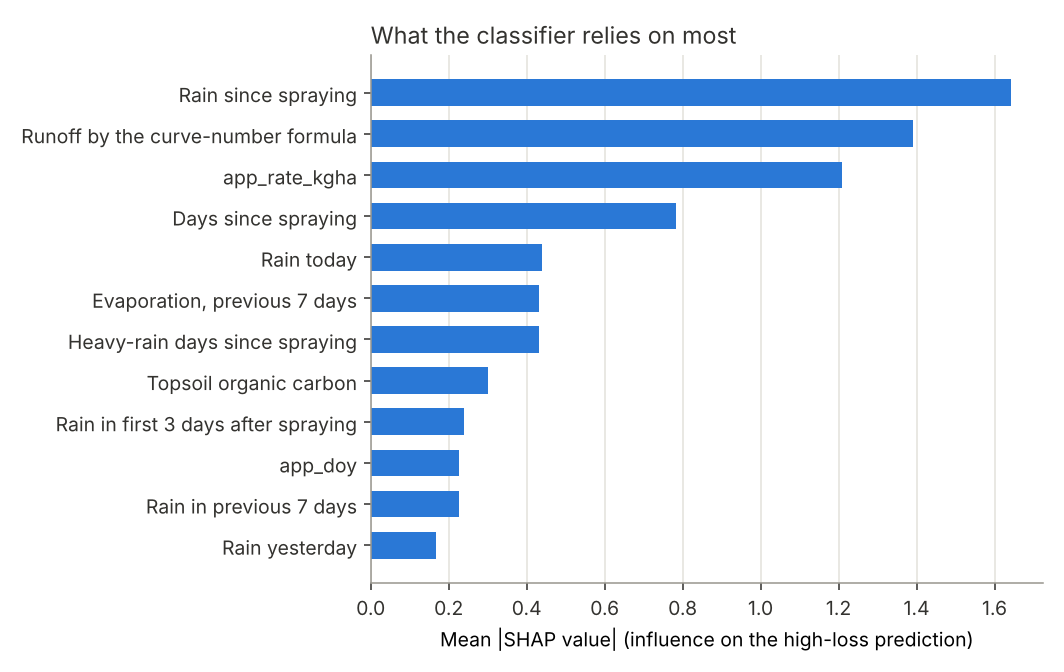 What the classifier relies on most
Rain since spraying
Runoff by the curve-number formula
app_rate_kgha
Days since spraying
Rain today
Evaporation, previous 7 days
Heavy-rain days since spraying
Topsoil organic carbon
Rain in first 3 days after spraying
app_doy
Rain in previous 7 days
Rain yesterday
0.0 0.2 0.4 0.6 0.8 1.0 1.2 1.4 1.6
Mean |SHAP value| (influence on the high-loss prediction)